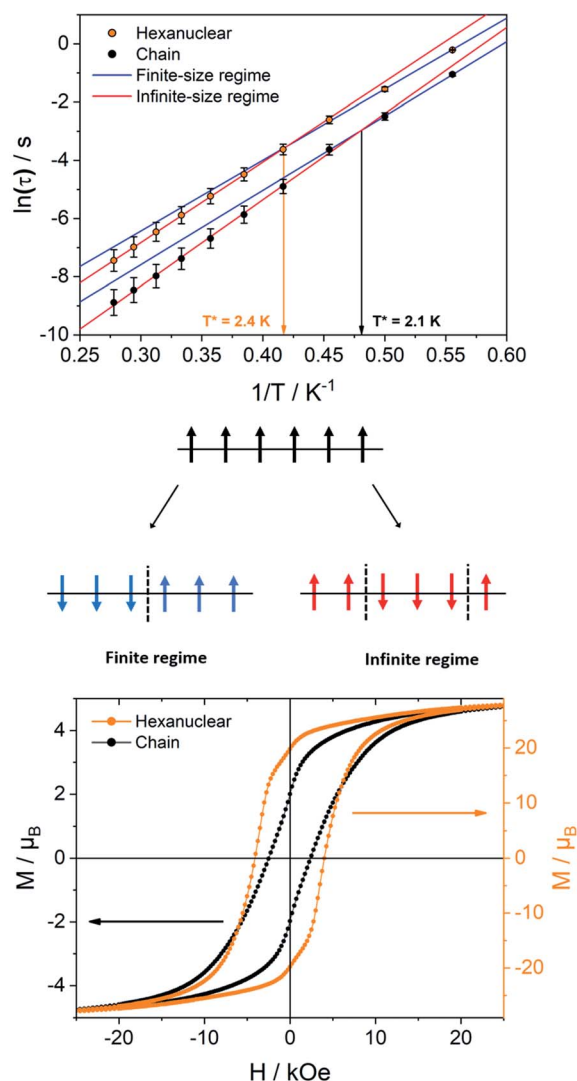 Hexanuclear
Chain
Finite-size regime
Infinite-size regime
ln(τ) / s
0
-2
-4
-6
-8
-10
T* = 2.4 K
T* = 2.1 K
0.25 0.30 0.35 0.40 0.45 0.50 0.55 0.60
1/T / K⁻¹
Finite regime
Infinite regime
Hexanuclear
Chain
M / μB
4
2
0
-2
-4
20
10
0
-10
-20
M / μB
-20 -10 0 10 20
H / kOe